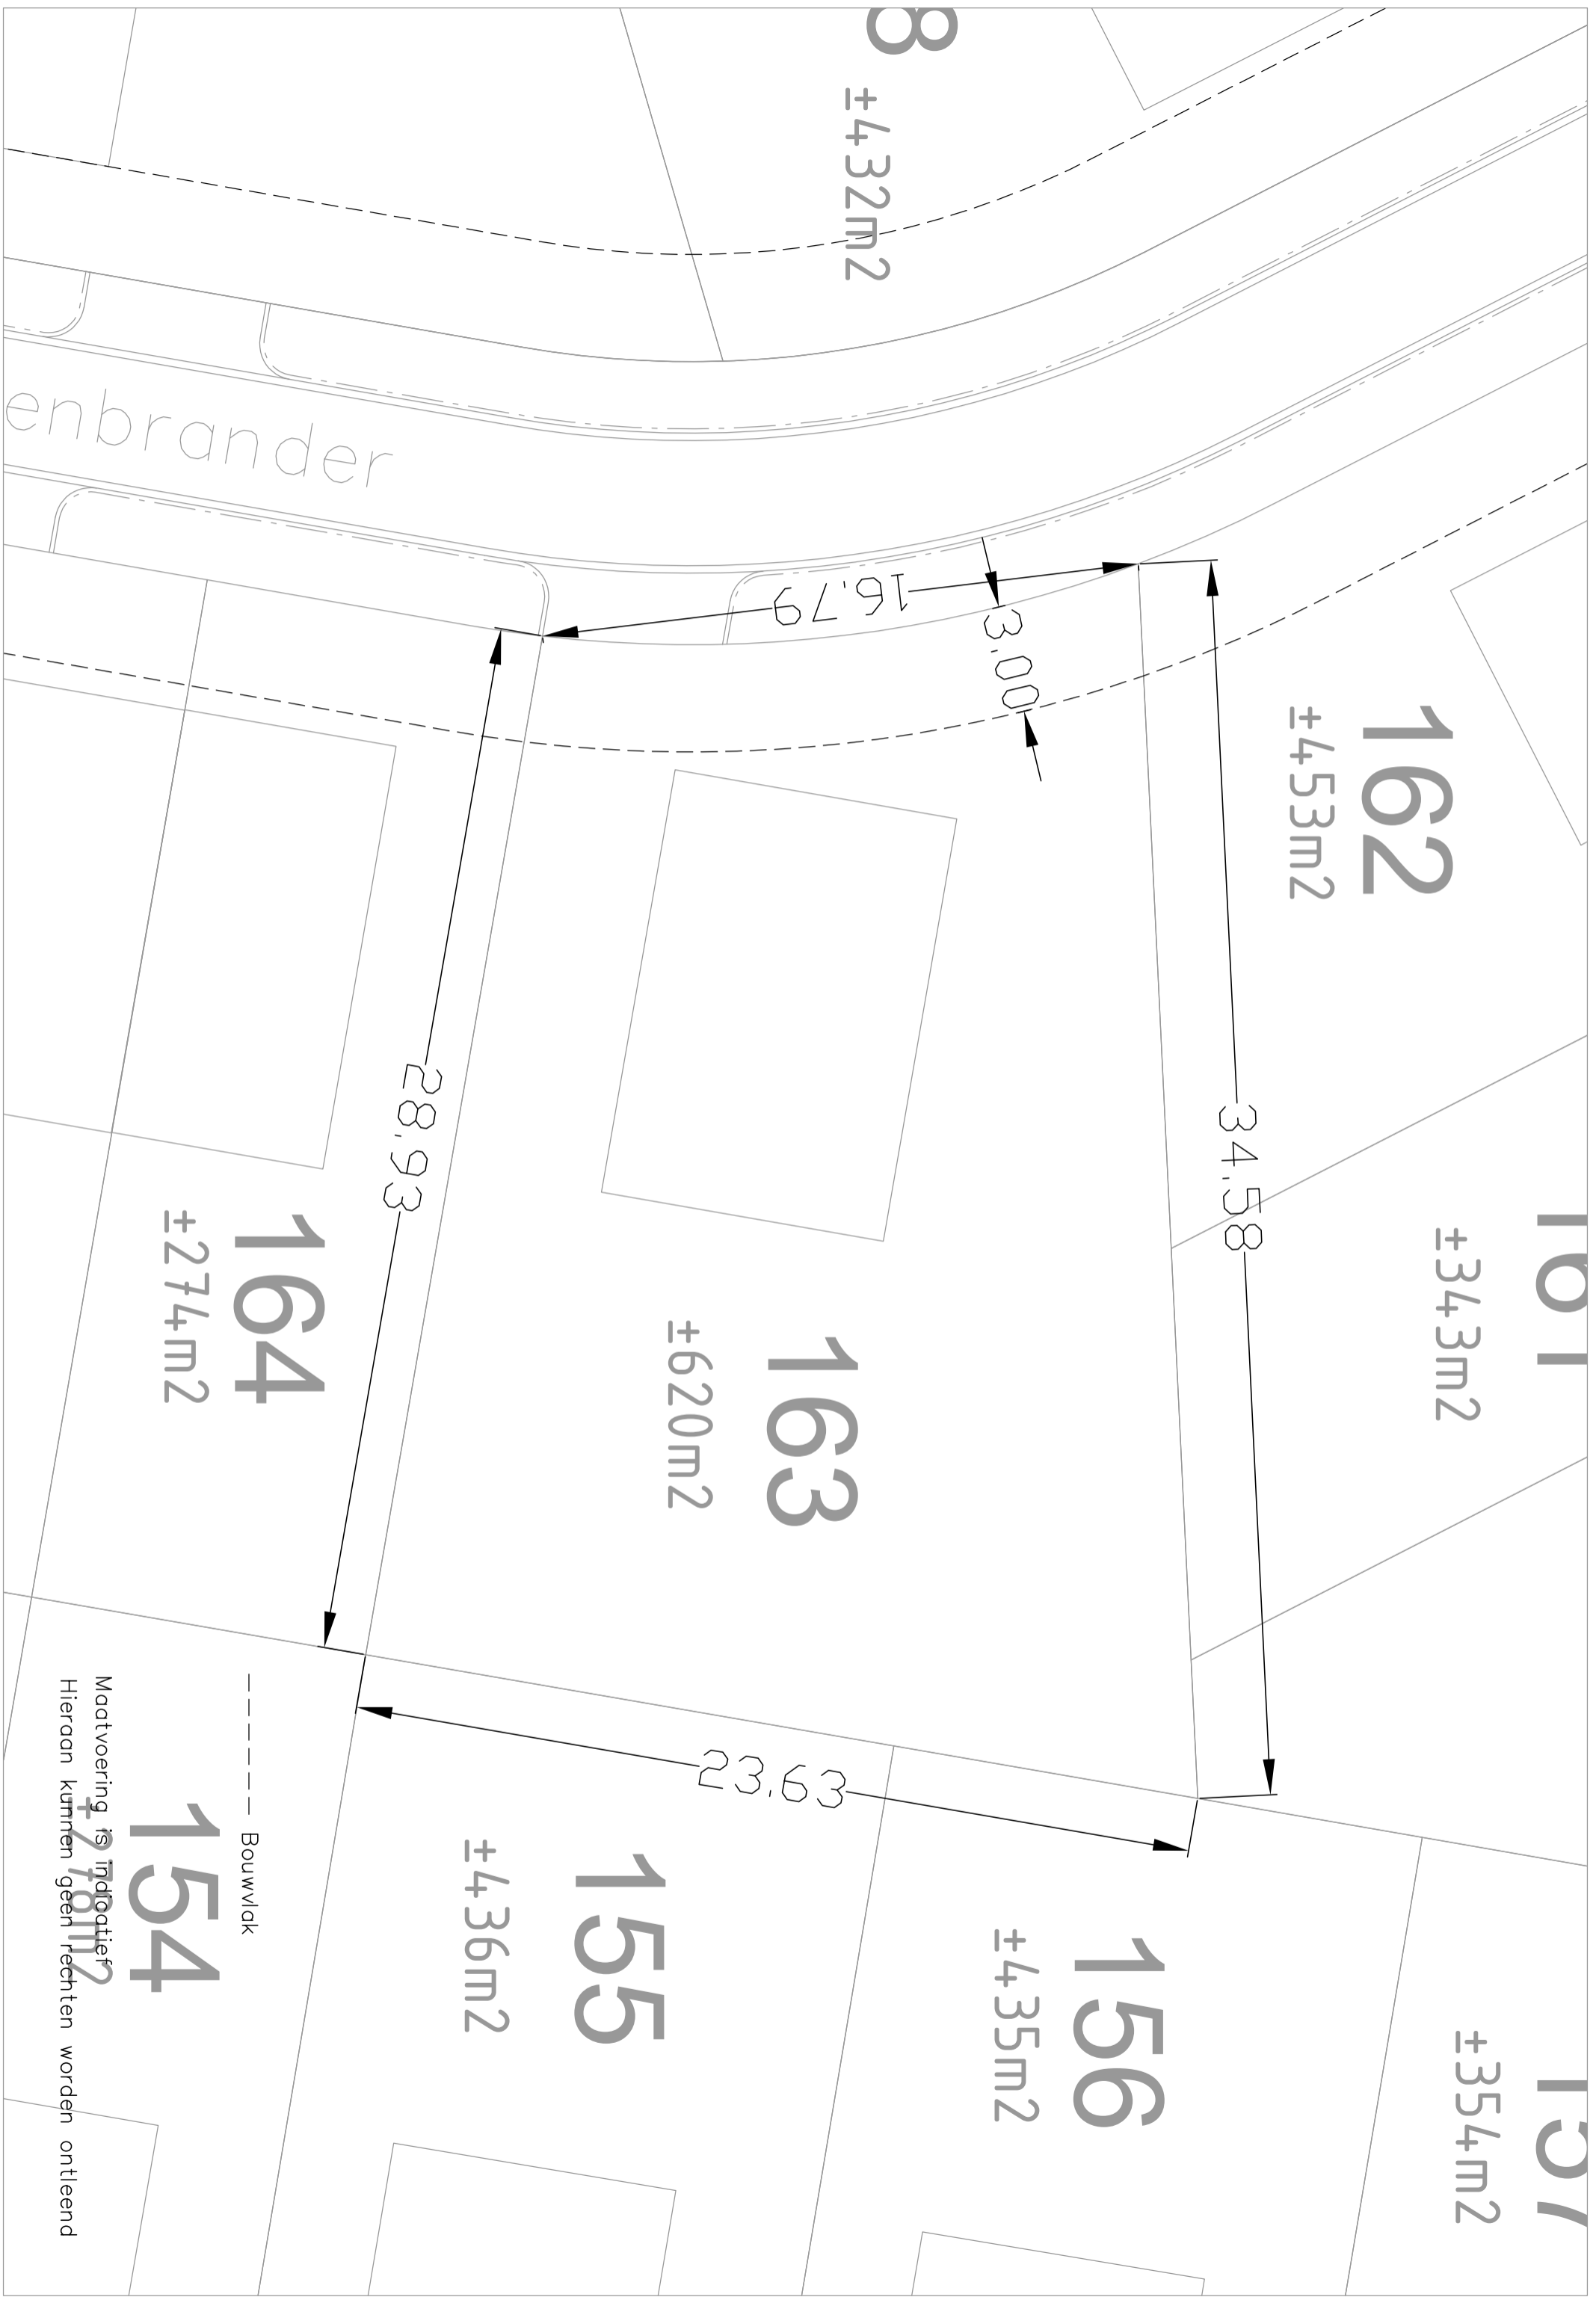 ±432m2
enbrander
16,79
3,00
162
±453m2
28,93
34,58
164
±274m2
163
±620m2
±343m2
23,63
Bouwvlak
Maatvoering is indicatief
Hieraan kunnen geen rechten worden ontleend
154
±278m2
155
±436m2
156
±435m2
±354m2